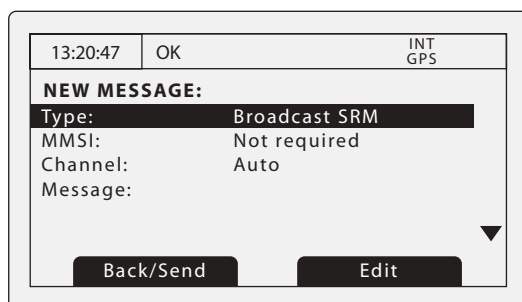 13:20:47 OK INT
GPS
NEW MESSAGE:
Type: Broadcast SRM
MMSI: Not required
Channel: Auto
Message:
Back/Send Edit